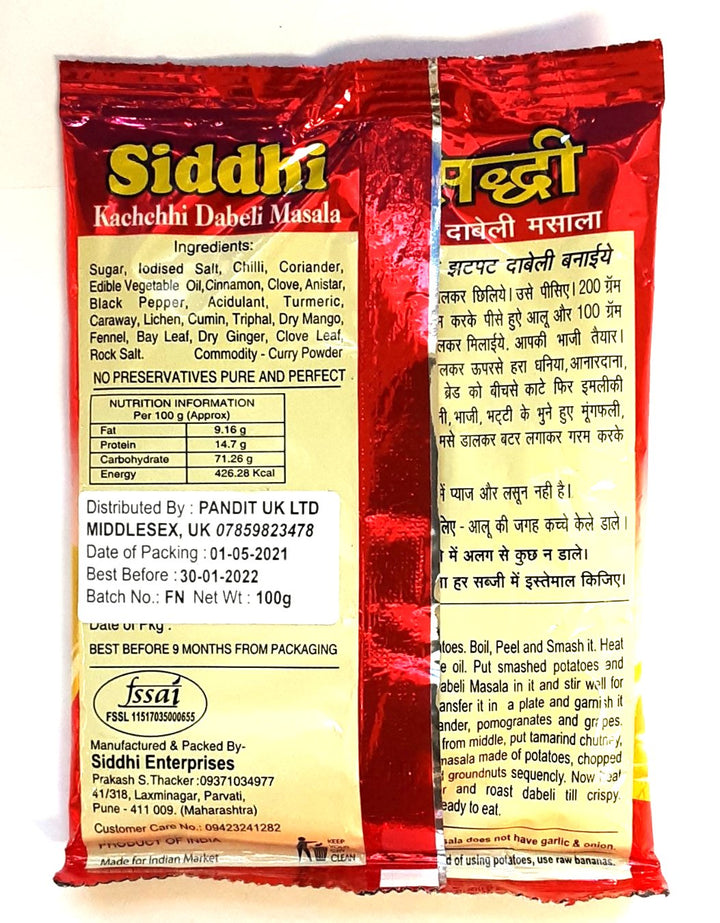 Siddhi
Kachchhi Dabeli Masala
Ingredients:
Sugar, Iodised Salt, Chilli, Coriander,
Edible Vegetable Oil, Cinnamon, Clove, Anistar,
Black Pepper, Acidulant, Turmeric,
Caraway, Lichen, Cumin, Triphal, Dry Mango,
Fennel, Bay Leaf, Dry Ginger, Clove Leaf,
Rock Salt. Commodity - Curry Powder
NO PRESERVATIVES PURE AND PERFECT
NUTRITION INFORMATION
Per 100 g (Approx)
Fat 9.16 g
Protein 14.7 g
Carbohydrate 71.26 g
Energy 426.28 Kcal
Distributed By : PANDIT UK LTD
MIDDLESEX, UK 07859823478
Date of Packing : 01-05-2021
Best Before : 30-01-2022
Batch No.: FN Net Wt : 100g
Date of Pkg :
BEST BEFORE 9 MONTHS FROM PACKAGING
fssai
FSSL 11517035000655
Manufactured & Packed By-
Siddhi Enterprises
Prakash S.Thacker :09371034977
41/318, Laxminagar, Parvati,
Pune - 411 009. (Maharashtra)
Customer Care No.: 09423241282
PRODUCT OF INDIA
Made for Indian Market
KEEP
CLEAN
द्धी
दाबेली मसाला
झटपट दाबेली बनाईये
लकर छिलिये। उसे पीसिए। 200 ग्रॅम
करके पीसे हुऐ आलू और 100 ग्रॅम
लकर मिलाईये. आपकी भाजी तैयार।
लकर ऊपरसे हरा धनिया, आनारदाना,
ब्रेड को बीचसे काटे फिर इमलीकी
नी, भाजी, भट्टी के भुने हुए मूंगफली,
मसे डालकर बटर लगाकर गरम करके
में प्याज और लसून नही है।
लिए - आलू की जगह कच्चे केले डाले।
में अलग से कुछ न डाले।
हर सब्जी में इस्तेमाल किजिए।
toes. Boil, Peel and Smash it. Heat
e oil. Put smashed potatoes and
abeli Masala in it and stir well for
ansfer it in a plate and garnish it
ander, pomogranates and grapes.
from middle, put tamarind chutney,
masala made of potatoes, chopped
groundnuts sequencly. Now heat
r and roast dabeli till crispy.
eady to eat.
sala does not have garlic & onion.
d of using potatoes, use raw bananas.